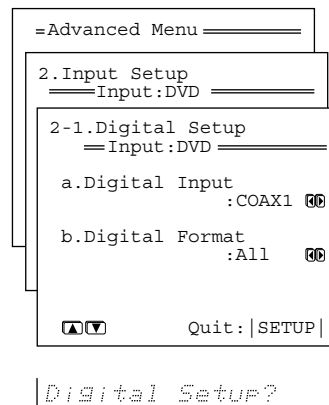 Advanced Menu
2.Input Setup
Input:DVD
2-1.Digital Setup
Input:DVD
a.Digital Input
:COAX1
b.Digital Format
:All
Quit:|SETUP|
Digital Setup?